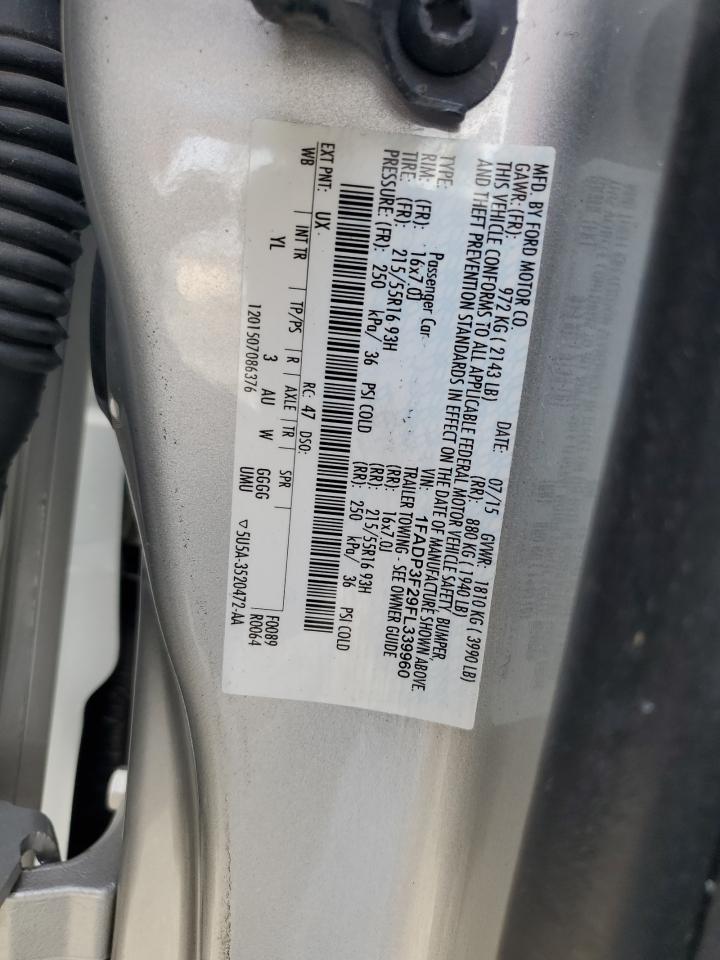 MFD. BY FORD MOTOR CO.
DATE: 07/15 GVWR: 1810 KG ( 3990 LB)
GAWR: (FR): 972 KG ( 2143 LB) (RR): 880 KG ( 1940 LB)
THIS VEHICLE CONFORMS TO ALL APPLICABLE FEDERAL MOTOR VEHICLE SAFETY, BUMPER,
AND THEFT PREVENTION STANDARDS IN EFFECT ON THE DATE OF MANUFACTURE SHOWN ABOVE.
VIN: 1FADP3F29FL339960
TYPE: Passenger Car TRAILER TOWING - SEE OWNER GUIDE
RIM: (FR): 16x7.0J (RR): 16x7.0J
TIRE: (FR): 215/55R16 93H (RR): 215/55R16 93H
PRESSURE: (FR): 250 kPa/ 36 PSI COLD (RR): 250 kPa/ 36 PSI COLD
EXT PNT: UX RC: 47 DSO: F0089
WB INT TR TP/PS R AXLE TR SPR R0064
YL 3 AU W GGGG
UMU
1201507086376 ▽5U5A-3520472-AA